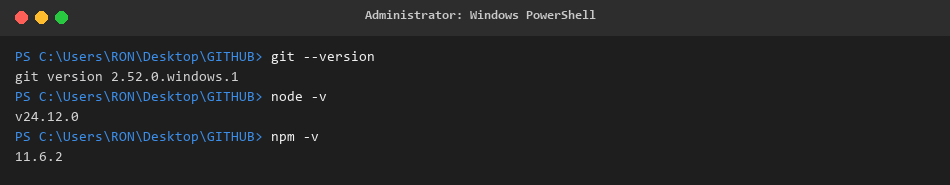 Administrator: Windows PowerShell
PS C:\Users\RON\Desktop\GITHUB> git --version
git version 2.52.0.windows.1
PS C:\Users\RON\Desktop\GITHUB> node -v
v24.12.0
PS C:\Users\RON\Desktop\GITHUB> npm -v
11.6.2